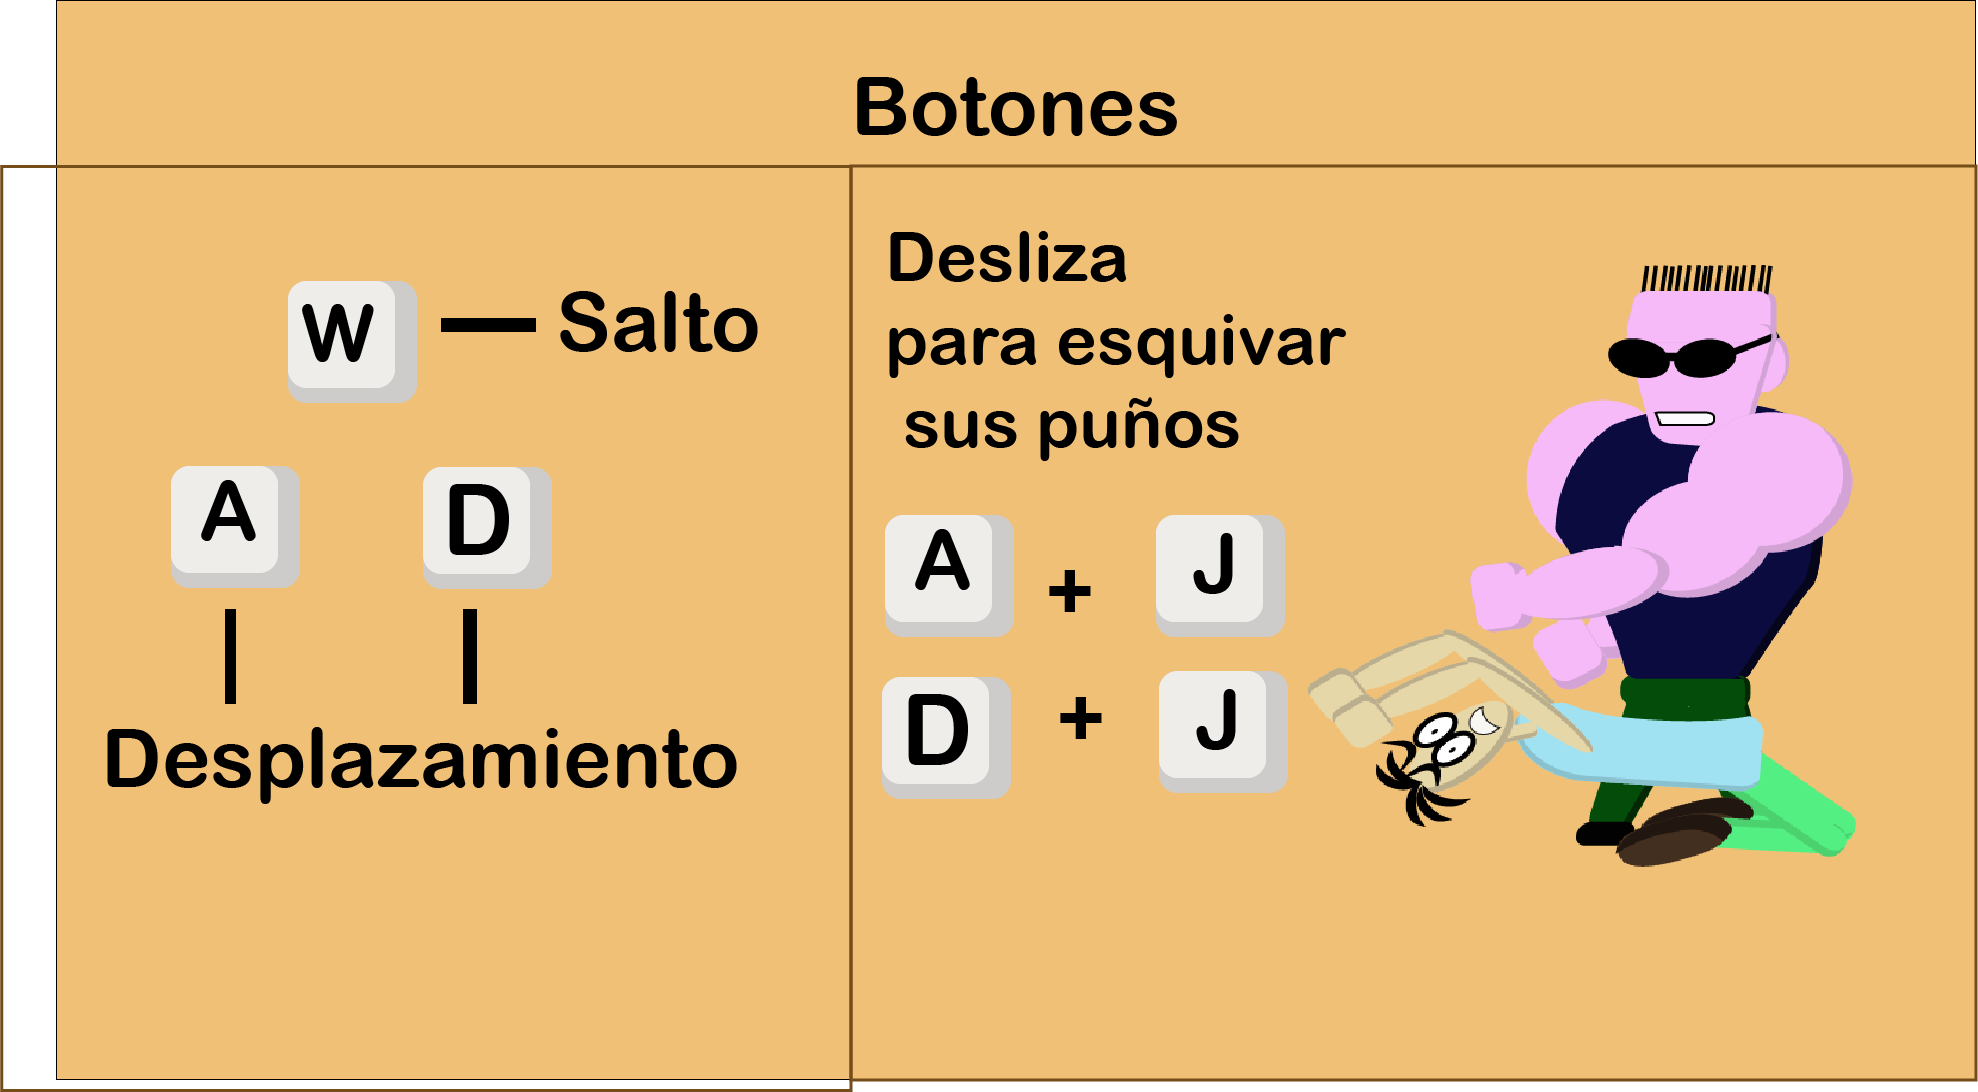 Botones
W — Salto
A D
Desplazamiento
Desliza
para esquivar
sus puños
A + J
D + J